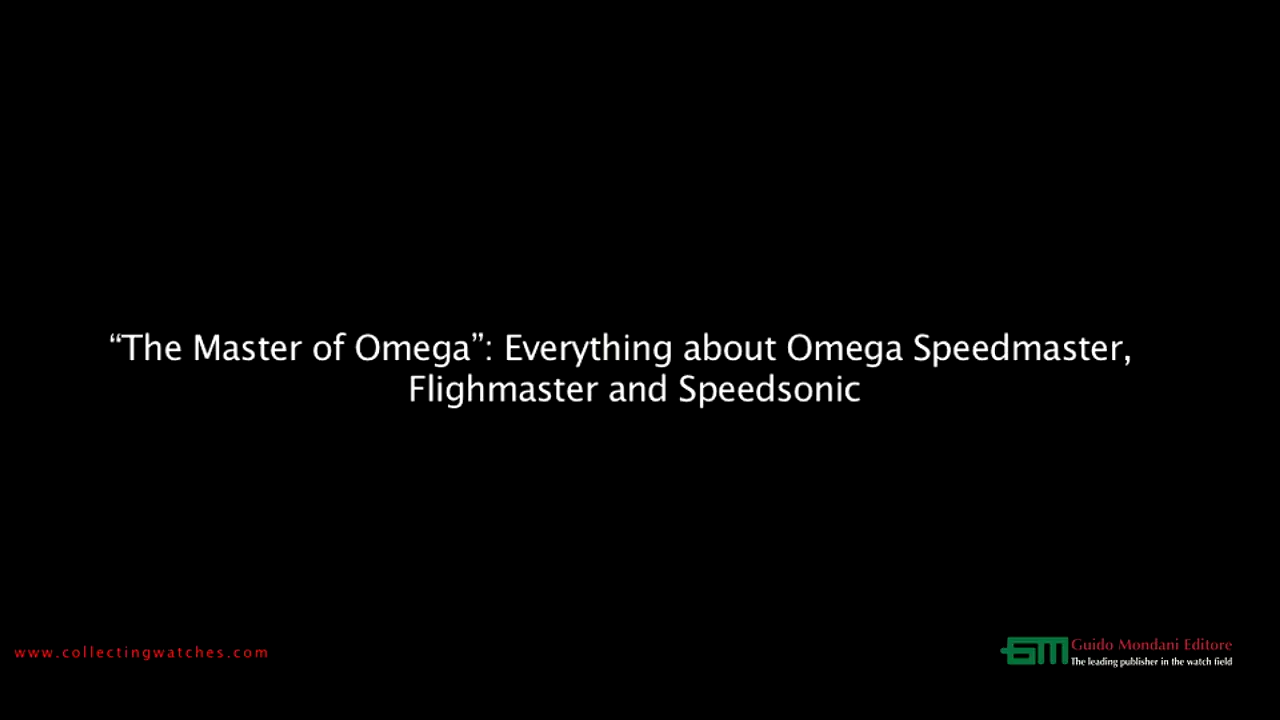 “The Master of Omega”: Everything about Omega Speedmaster,
Flighmaster and Speedsonic
www.collectingwatches.com
GM Guido Mondani Editore
The leading publisher in the watch field